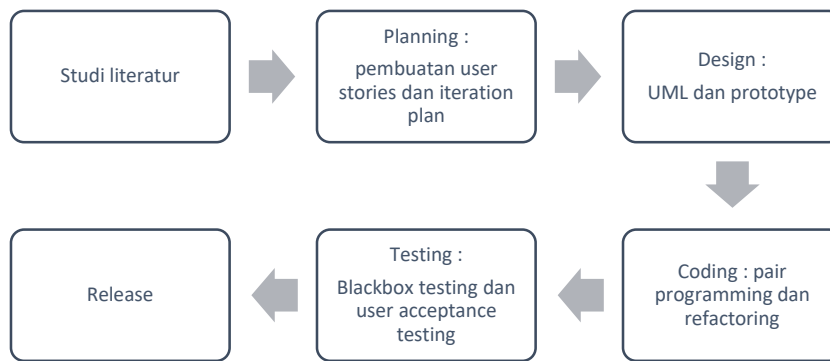 Studi literatur
Planning :
pembuatan user
stories dan iteration
plan
Design :
UML dan prototype
Coding : pair
programming dan
refactoring
Testing :
Blackbox testing dan
user acceptance
testing
Release